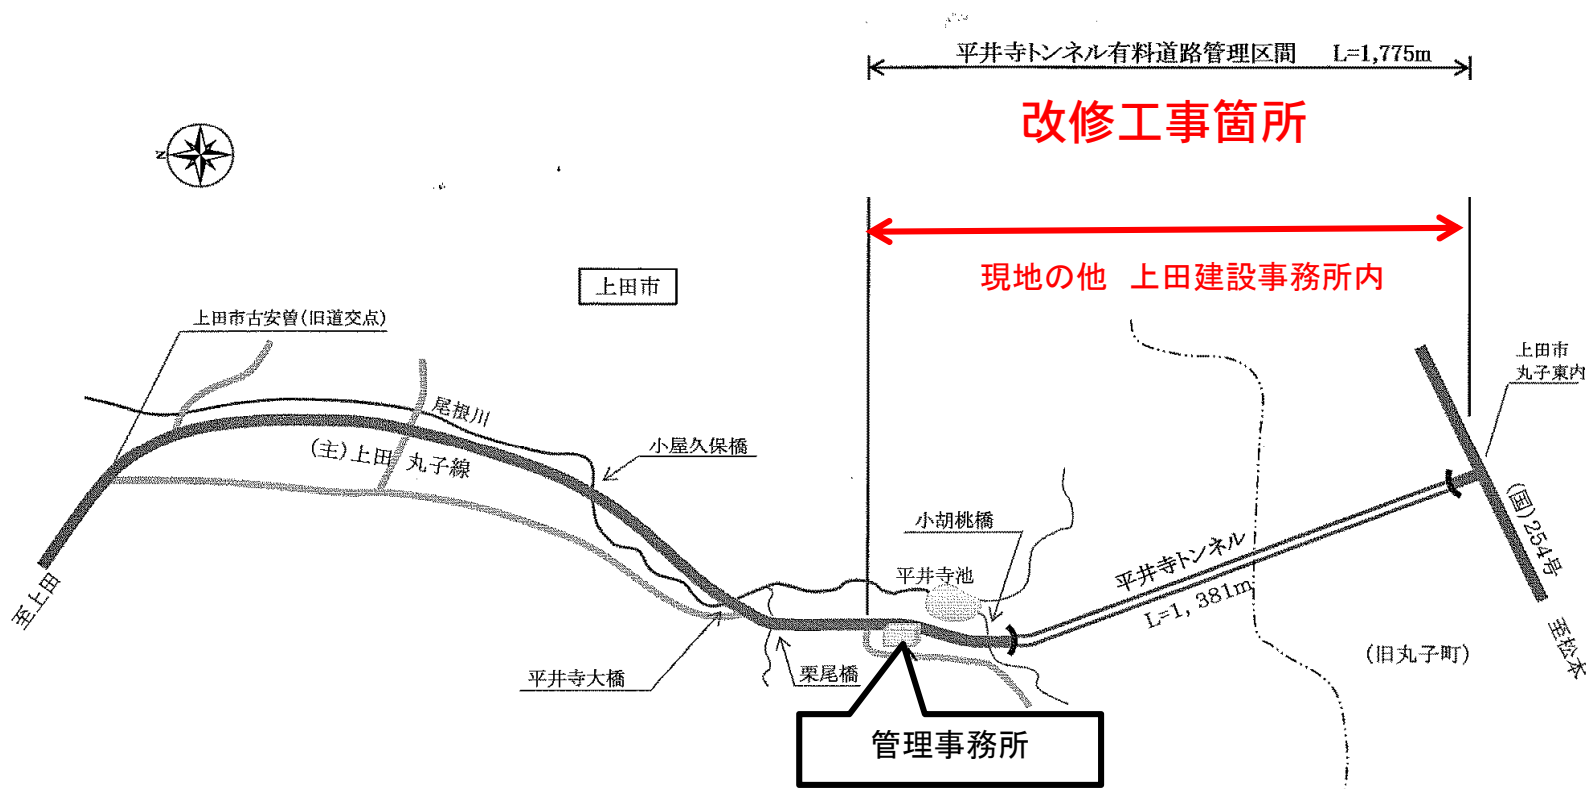 平井寺トンネル有料道路管理区間 L=1,775m
改修工事箇所
N
現地の他 上田建設事務所内
上田市
上田市古安曽(旧道交点)
上田市
丸子東内
尾根川
小屋久保橋
(主)上田 丸子線
小胡桃橋
(国)254号
平井寺トンネル
平井寺池
至上田
L=1, 381m
至松本
(旧丸子町)
平井寺大橋
栗尾橋
管理事務所